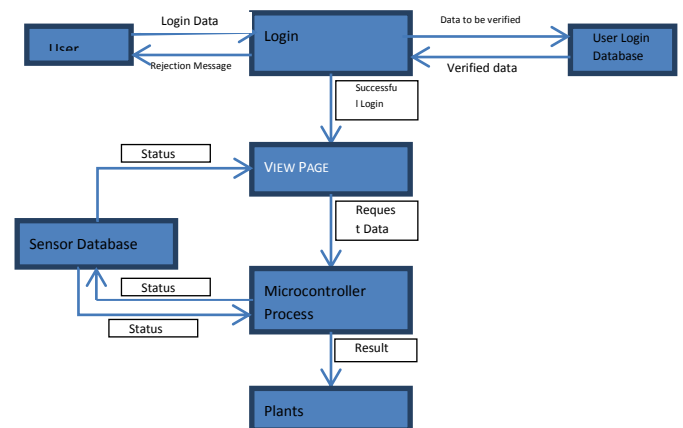 Login Data
Data to be verified
User
Login
User Login
Database
Rejection Message
Verified data
Successfu
l Login
Status
VIEW PAGE
Reques
t Data
Sensor Database
Status
Microcontroller
Process
Status
Result
Plants